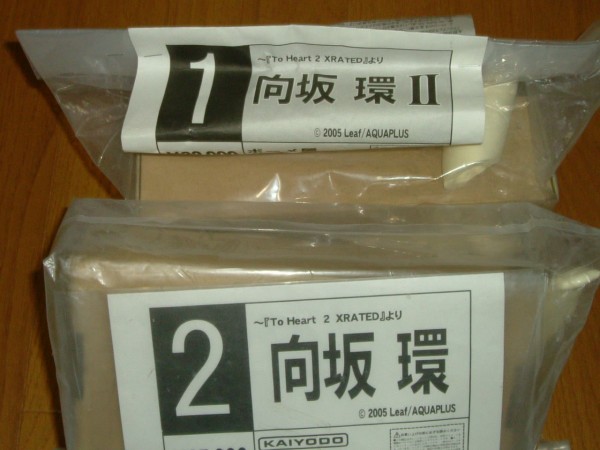 1
~『To Heart 2 XRATED』より
向坂 環 II
© 2005 Leaf/AQUAPLUS
2
~『To Heart 2 XRATED』より
向坂 環
© 2005 Leaf/AQUAPLUS
KAIYODO